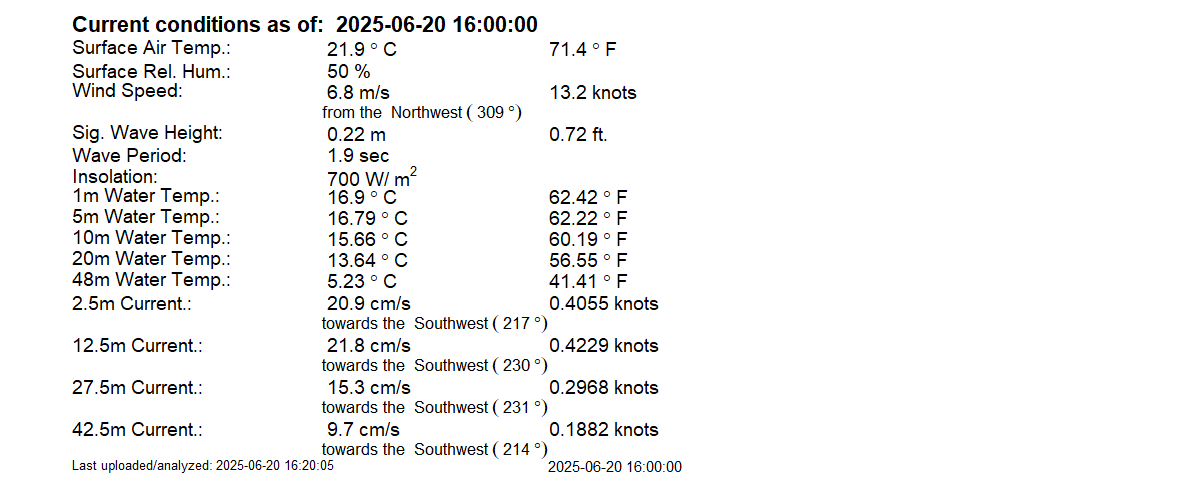 Current conditions as of: 2025-06-20 16:00:00
Surface Air Temp.: 21.9 ° C 71.4 ° F
Surface Rel. Hum.: 50 %
Wind Speed: 6.8 m/s 13.2 knots
from the Northwest ( 309 °)
Sig. Wave Height: 0.22 m 0.72 ft.
Wave Period: 1.9 sec
Insolation: 700 W/ m²
1m Water Temp.: 16.9 ° C 62.42 ° F
5m Water Temp.: 16.79 ° C 62.22 ° F
10m Water Temp.: 15.66 ° C 60.19 ° F
20m Water Temp.: 13.64 ° C 56.55 ° F
48m Water Temp.: 5.23 ° C 41.41 ° F
2.5m Current.: 20.9 cm/s 0.4055 knots
towards the Southwest ( 217 °)
12.5m Current.: 21.8 cm/s 0.4229 knots
towards the Southwest ( 230 °)
27.5m Current.: 15.3 cm/s 0.2968 knots
towards the Southwest ( 231 °)
42.5m Current.: 9.7 cm/s 0.1882 knots
towards the Southwest ( 214 °)
Last uploaded/analyzed: 2025-06-20 16:20:05 2025-06-20 16:00:00